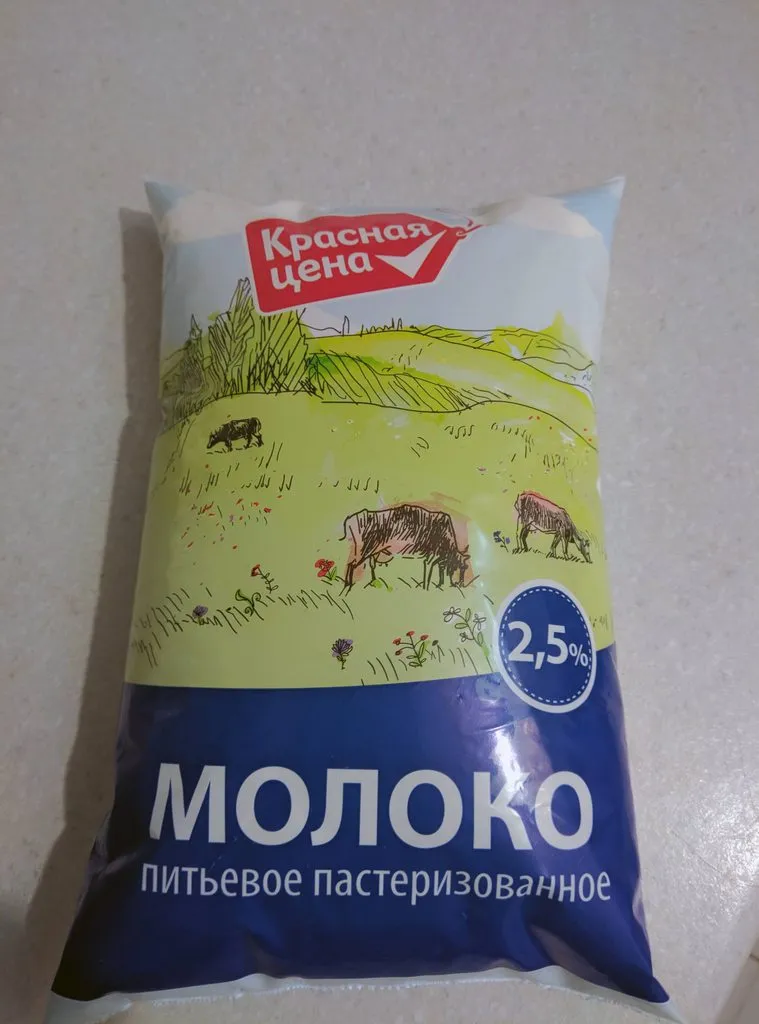 Красная
цена
2,5%
МОЛОКО
питьевое пастеризованное